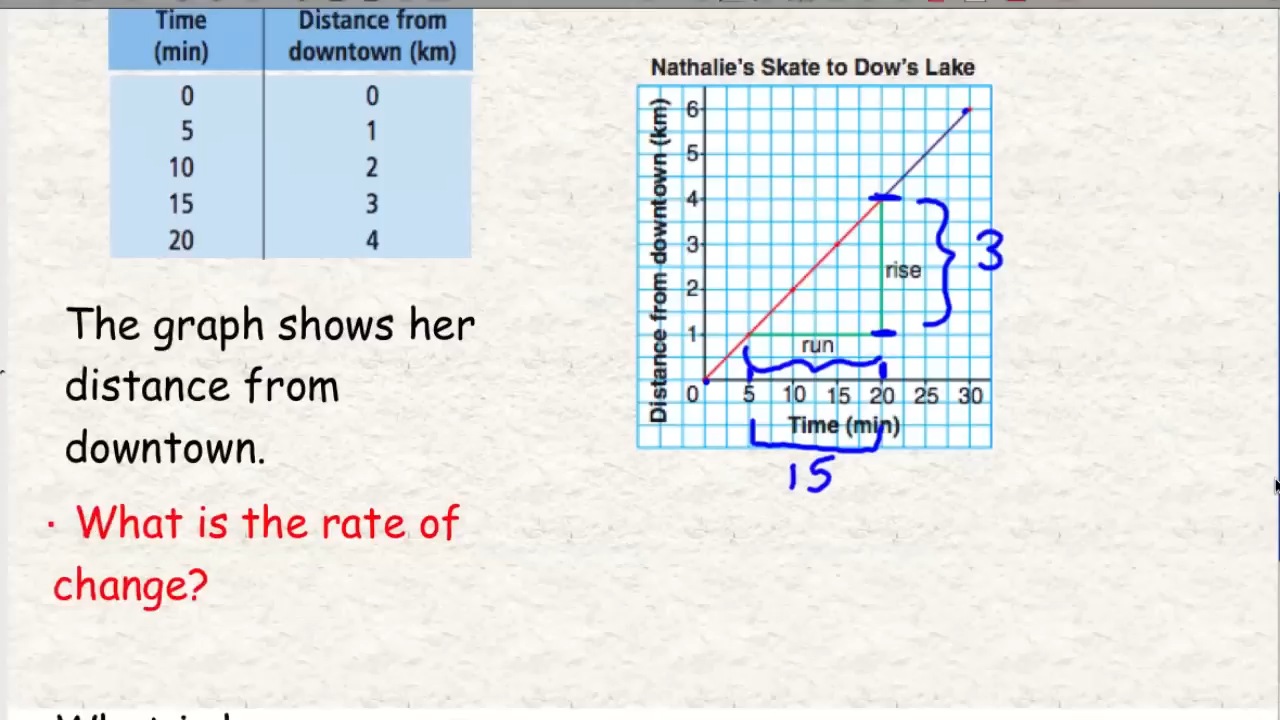 Time Distance from
(min) downtown (km)
0 0
5 1
10 2
15 3
20 4
The graph shows her
distance from
downtown.
· What is the rate of
change?
Nathalie's Skate to Dow's Lake
Distance from downtown (km)
6
5
4
3
2
1
rise
3
run
0 5 10 15 20 25 30
Time (min)
15